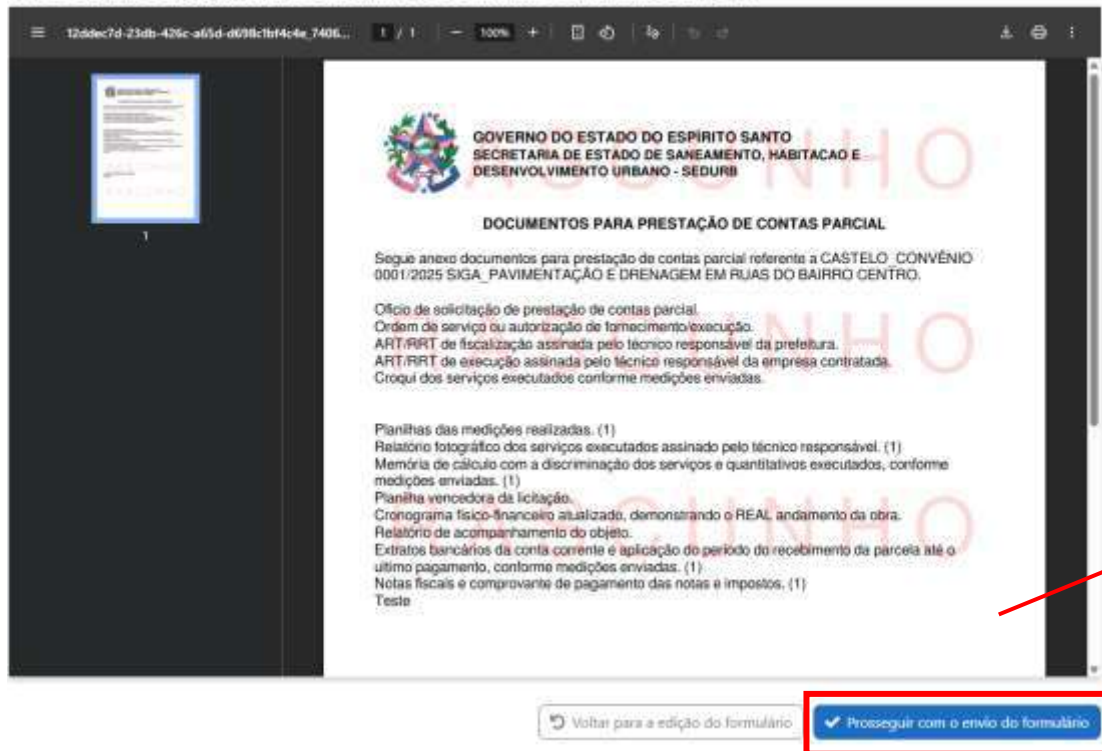 12ddec7d-23db-426c-a65d-d698c1bf4c4e_7406...
1 / 1
100%
1
GOVERNO DO ESTADO DO ESPÍRITO SANTO
SECRETARIA DE ESTADO DE SANEAMENTO, HABITACAO E
DESENVOLVIMENTO URBANO - SEDURB
RASCUNHO
DOCUMENTOS PARA PRESTAÇÃO DE CONTAS PARCIAL
Segue anexo documentos para prestação de contas parcial referente a CASTELO_CONVÊNIO
0001/2025 SIGA_PAVIMENTAÇÃO E DRENAGEM EM RUAS DO BAIRRO CENTRO.
Ofício de solicitação de prestação de contas parcial.
Ordem de serviço ou autorização de fornecimento/execução.
ART/RRT de fiscalização assinada pelo técnico responsável da prefeitura.
ART/RRT de execução assinada pelo técnico responsável da empresa contratada.
Croqui dos serviços executados conforme medições enviadas.
RASCUNHO
Planilhas das medições realizadas. (1)
Relatório fotográfico dos serviços executados assinado pelo técnico responsável. (1)
Memória de cálculo com a discriminação dos serviços e quantitativos executados, conforme
medições enviadas. (1)
Planilha vencedora da licitação.
Cronograma físico-financeiro atualizado, demonstrando o REAL andamento da obra.
Relatório de acompanhamento do objeto.
Extratos bancários da conta corrente e aplicação do período do recebimento da parcela até o
ultimo pagamento, conforme medições enviadas. (1)
Notas fiscais e comprovante de pagamento das notas e impostos. (1)
Teste
RASCUNHO
Voltar para a edição do formulário
Prosseguir com o envio do formulário